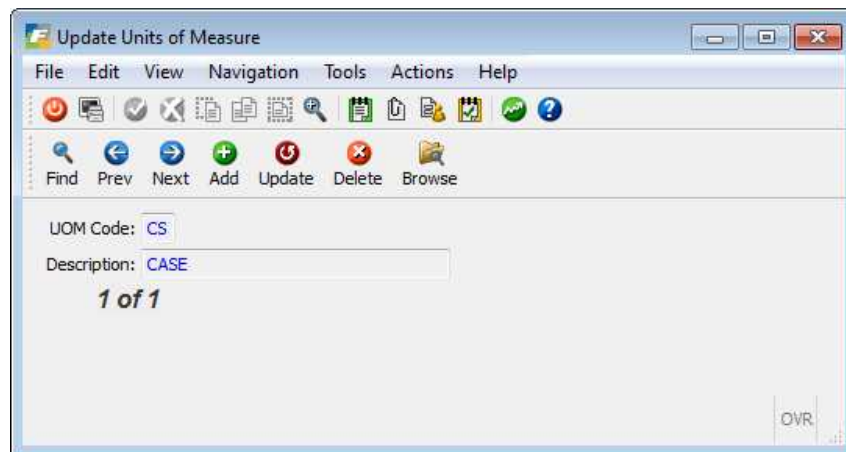 Update Units of Measure
File Edit View Navigation Tools Actions Help
Find Prev Next Add Update Delete Browse
UOM Code: CS
Description: CASE
1 of 1
OVR